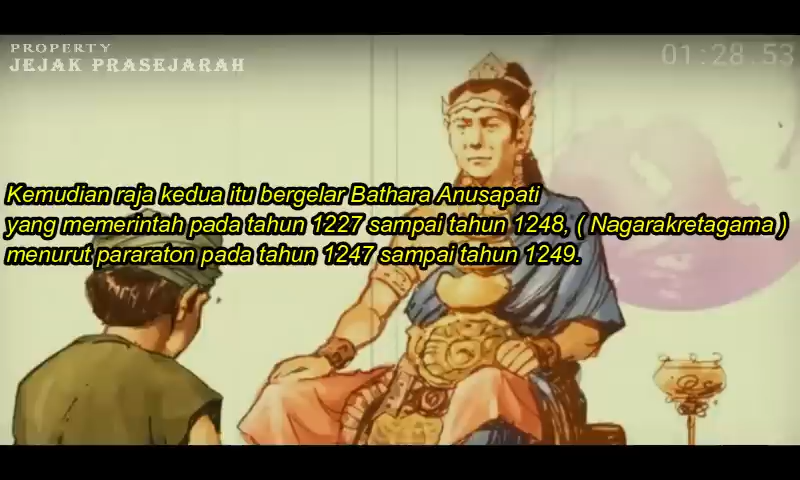 PROPERTY
JEJAK PRASEJARAH
01:28.53
Kemudian raja kedua itu bergelar Bathara Anusapati
yang memerintah pada tahun 1227 sampai tahun 1248, ( Nagarakretagama )
menurut pararaton pada tahun 1247 sampai tahun 1249.